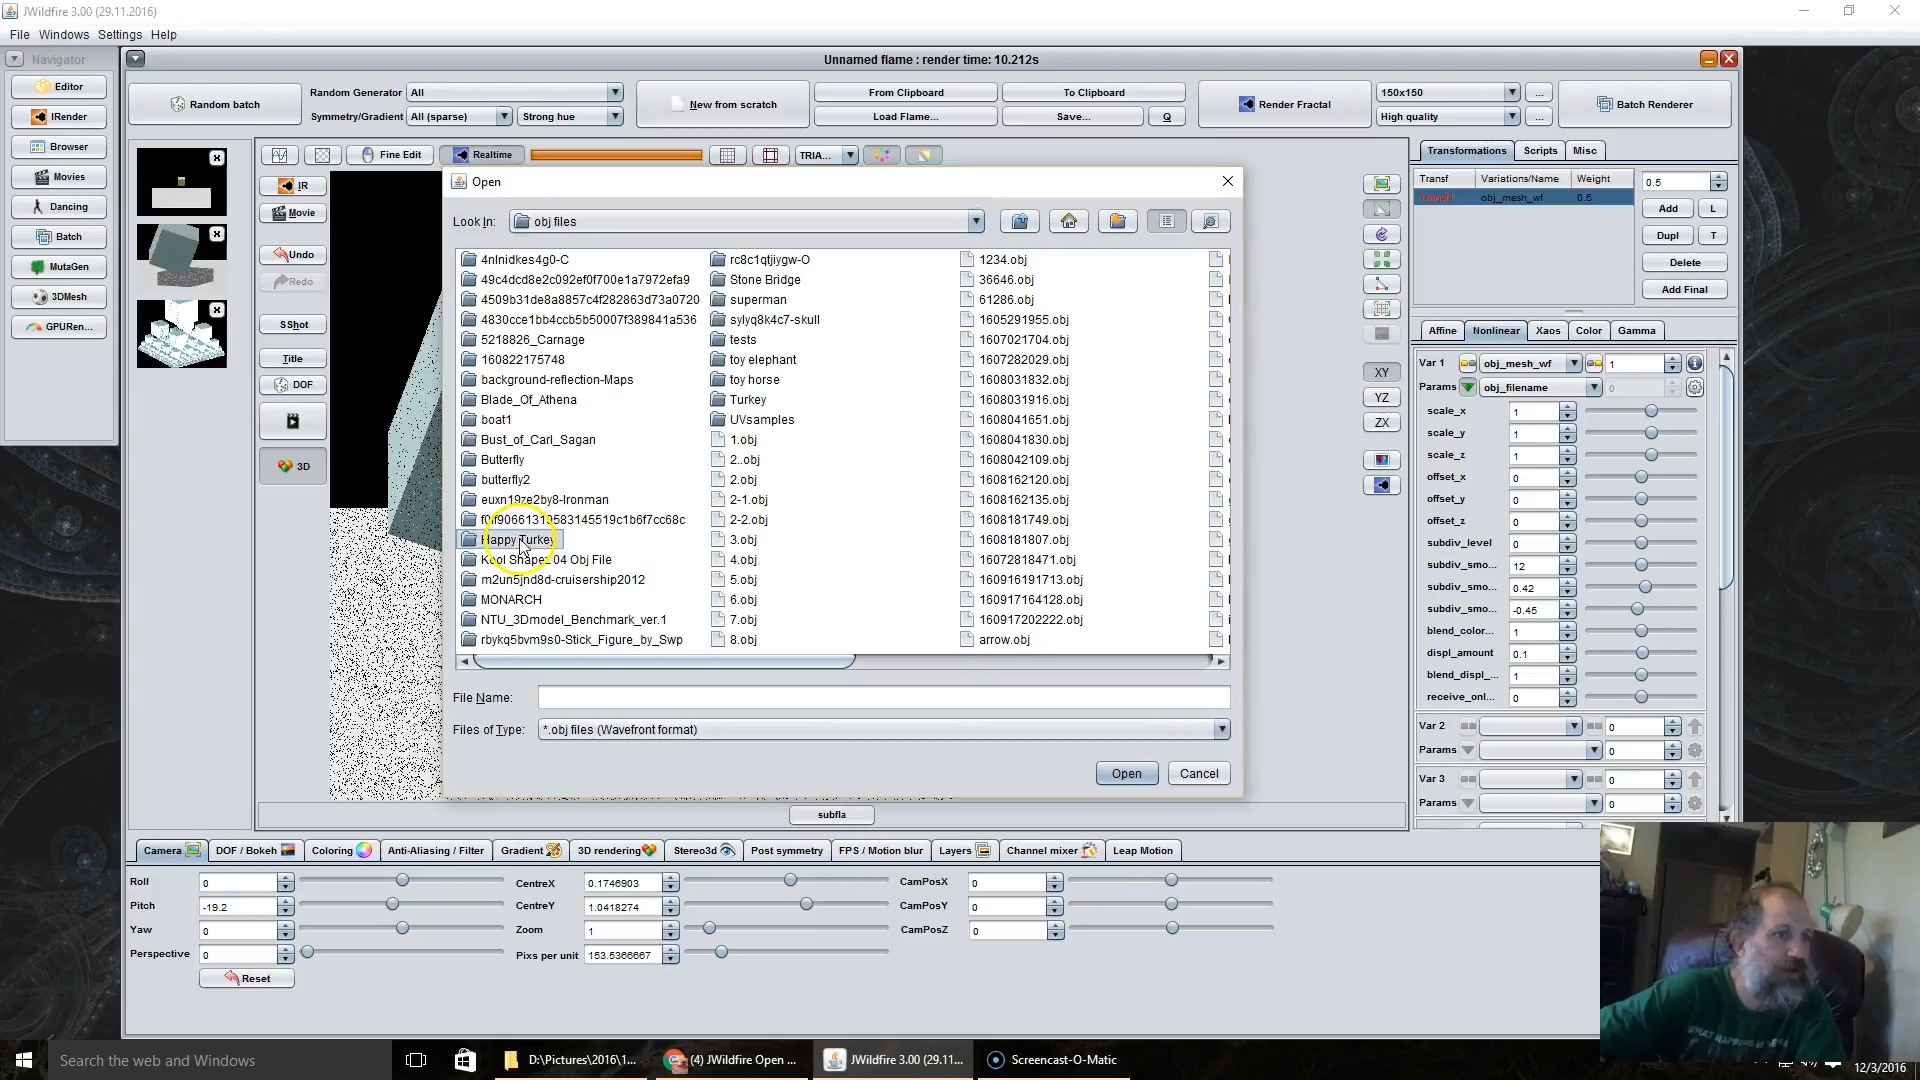 JWildfire 3.00 (29.11.2016)
File Windows Settings Help
Navigator
Editor
IRender
Browser
Movies
Dancing
Batch
MutaGen
3DMesh
GPURen...
Unnamed flame : render time: 10.212s
Random batch
Random Generator All
Symmetry/Gradient All (sparse) Strong hue
New from scratch
From Clipboard To Clipboard
Load Flame... Save... Q
Render Fractal
150x150 ...
High quality ...
Batch Renderer
Fine Edit Realtime TRIA...
IR
Movie
Undo
Redo
SShot
Title
DOF
3D
Open
Look In: obj files
4nlnidkes4g0-C
49c4dcd8e2c092ef0f700e1a7972efa9
4509b31de8a8857c4f282863d73a0720
4830cce1bb4ccb5b50007f389841a536
5218826_Carnage
160822175748
background-reflection-Maps
Blade_Of_Athena
boat1
Bust_of_Carl_Sagan
Butterfly
butterfly2
euxn19ze2by8-Ironman
Happy Turkey
04 Obj File
m2un5jnd8d-cruisership2012
MONARCH
NTU_3Dmodel_Benchmark_ver.1
rbykq5bvm9s0-Stick_Figure_by_Swp
rc8c1qtjiygw-O
Stone Bridge
superman
sylyq8k4c7-skull
tests
toy elephant
toy horse
Turkey
UVsamples
1.obj
2..obj
2.obj
2-1.obj
2-2.obj
3.obj
4.obj
5.obj
6.obj
7.obj
8.obj
1234.obj
36646.obj
61286.obj
1605291955.obj
1607021704.obj
1607282029.obj
1608031832.obj
1608031916.obj
1608041651.obj
1608041830.obj
1608042109.obj
1608162120.obj
1608162135.obj
1608181749.obj
1608181807.obj
16072818471.obj
160916191713.obj
160917164128.obj
160917202222.obj
arrow.obj
File Name:
Files of Type: *.obj files (Wavefront format)
Open Cancel
subfla
XY
YZ
ZX
Transformations Scripts Misc
Transf Variations/Name Weight
Transf1 obj_mesh_wf 0.5
0.5
Add L
Dupl T
Delete
Add Final
Affine Nonlinear Xaos Color Gamma
Var 1 obj_mesh_wf 1
Params obj_filename 0
scale_x 1
scale_y 1
scale_z 1
offset_x 0
offset_y 0
offset_z 0
subdiv_level 0
subdiv_smo... 12
subdiv_smo... 0.42
subdiv_smo... -0.45
blend_color... 1
displ_amount 0.1
blend_displ_... 1
receive_onl... 0
Var 2 0
Params 0
Var 3 0
Params 0
Camera DOF / Bokeh Coloring Anti-Aliasing / Filter Gradient 3D rendering Stereo3d Post symmetry FPS / Motion blur Layers Channel mixer Leap Motion
Roll 0 CentreX 0.1746903 CamPosX 0
Pitch -19.2 CentreY 1.0418274 CamPosY 0
Yaw 0 Zoom 1 CamPosZ 0
Perspective 0 Pixs per unit 153.5366667
Reset
Search the web and Windows
D:\Pictures\2016\1...
(4) JWildfire Open ...
JWildfire 3.00 (29.11...
Screencast-O-Matic
12/3/2016